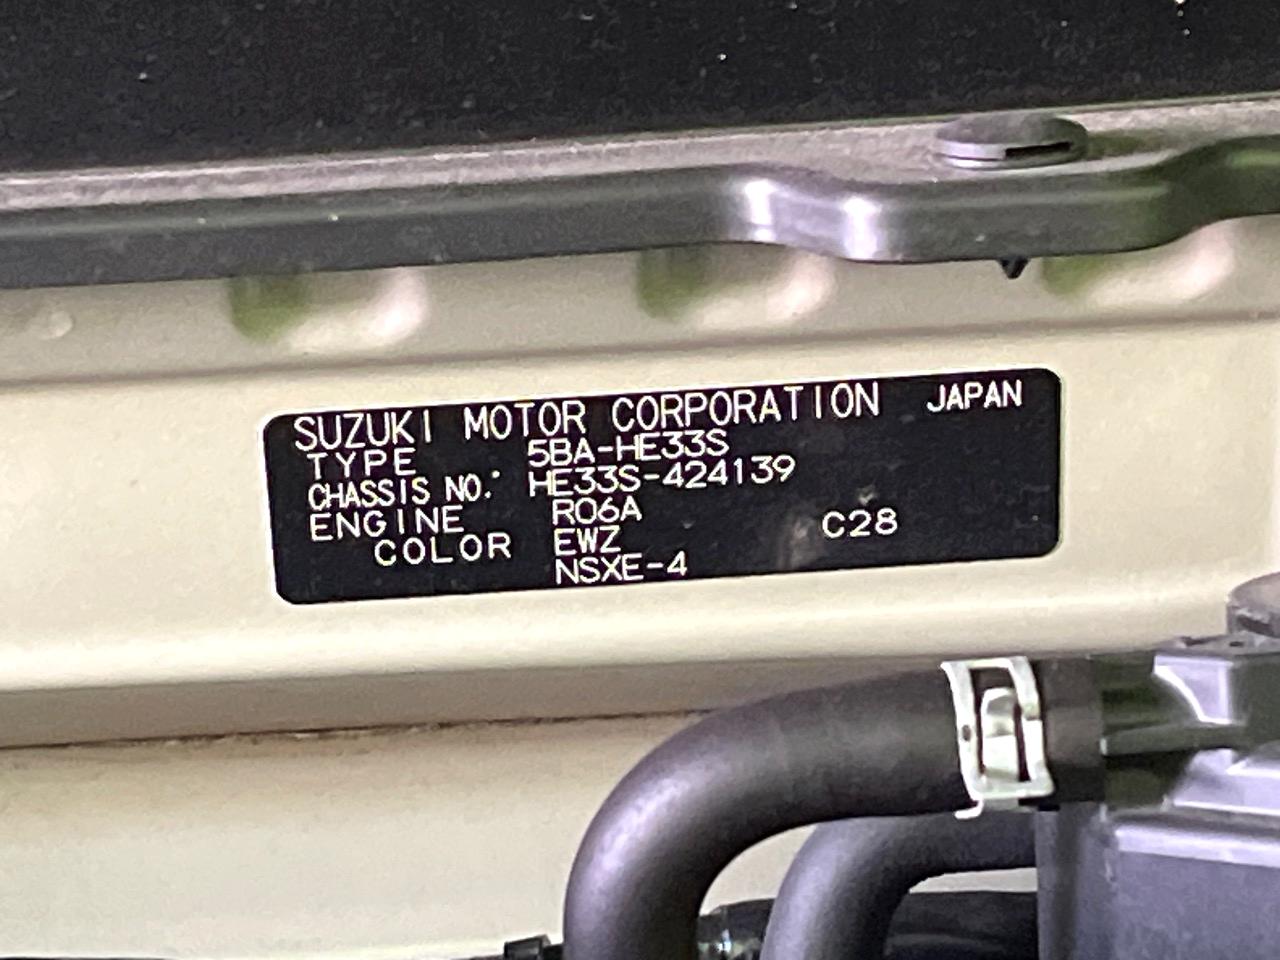 SUZUKI MOTOR CORPORATION JAPAN
TYPE 5BA-HE33S
CHASSIS NO. HE33S-424139
ENGINE R06A
COLOR EWZ C28
NSXE-4